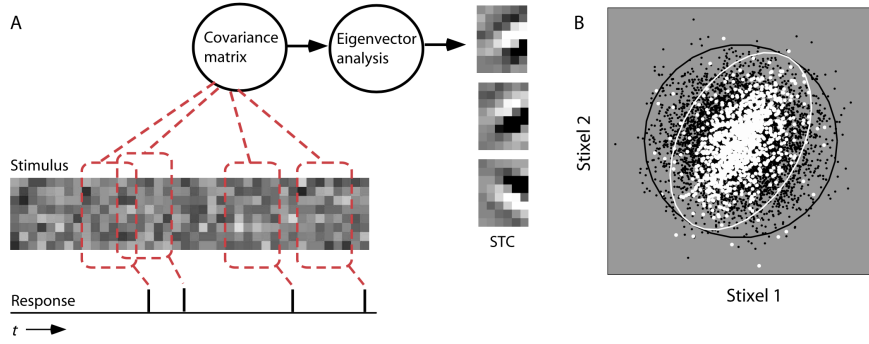 A
Covariance
matrix
Eigenvector
analysis
Stimulus
STC
Response
t
B
Stixel 2
Stixel 1